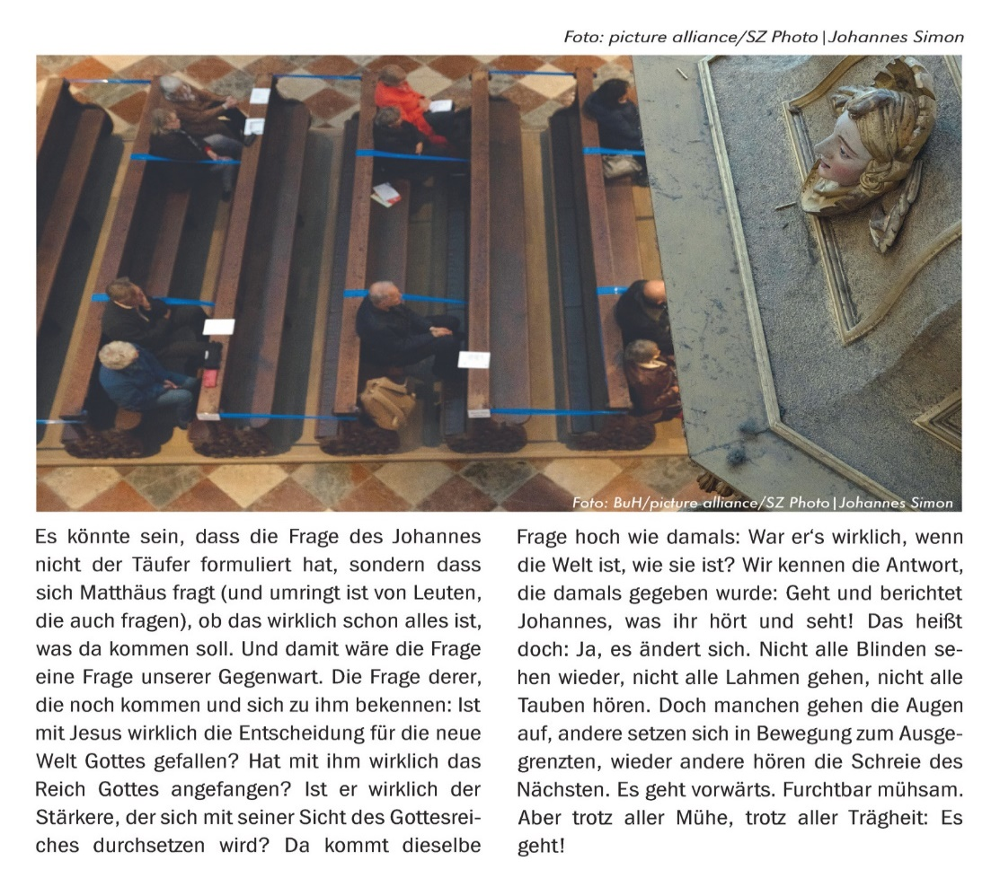 Foto: picture alliance/SZ Photo|Johannes Simon
Foto: BuH/picture alliance/SZ Photo|Johannes Simon
Es könnte sein, dass die Frage des Johannes
nicht der Täufer formuliert hat, sondern dass
sich Matthäus fragt (und umringt ist von Leuten,
die auch fragen), ob das wirklich schon alles ist,
was da kommen soll. Und damit wäre die Frage
eine Frage unserer Gegenwart. Die Frage derer,
die noch kommen und sich zu ihm bekennen: Ist
mit Jesus wirklich die Entscheidung für die neue
Welt Gottes gefallen? Hat mit ihm wirklich das
Reich Gottes angefangen? Ist er wirklich der
Stärkere, der sich mit seiner Sicht des Gottesrei-
ches durchsetzen wird? Da kommt dieselbe
Frage hoch wie damals: War er‘s wirklich, wenn
die Welt ist, wie sie ist? Wir kennen die Antwort,
die damals gegeben wurde: Geht und berichtet
Johannes, was ihr hört und seht! Das heißt
doch: Ja, es ändert sich. Nicht alle Blinden se-
hen wieder, nicht alle Lahmen gehen, nicht alle
Tauben hören. Doch manchen gehen die Augen
auf, andere setzen sich in Bewegung zum Ausge-
grenzten, wieder andere hören die Schreie des
Nächsten. Es geht vorwärts. Furchtbar mühsam.
Aber trotz aller Mühe, trotz aller Trägheit: Es
geht!